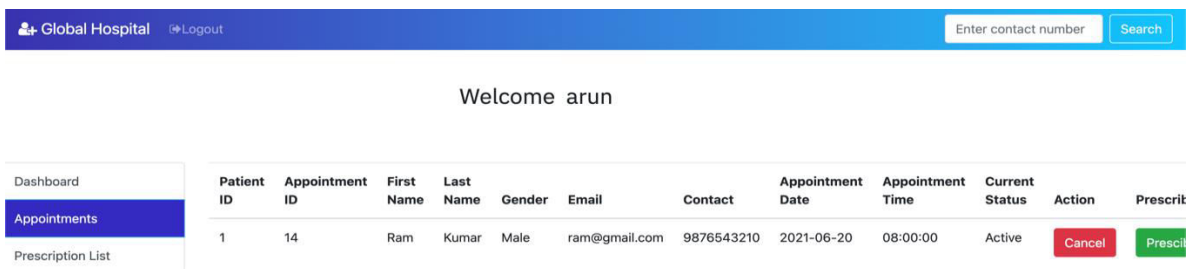 Global Hospital Logout Enter contact number Search
Welcome arun
Dashboard
Appointments
Prescription List
Patient ID Appointment ID First Name Last Name Gender Email Contact Appointment Date Appointment Time Current Status Action
1 14 Ram Kumar Male ram@gmail.com 9876543210 2021-06-20 08:00:00 Active Cancel